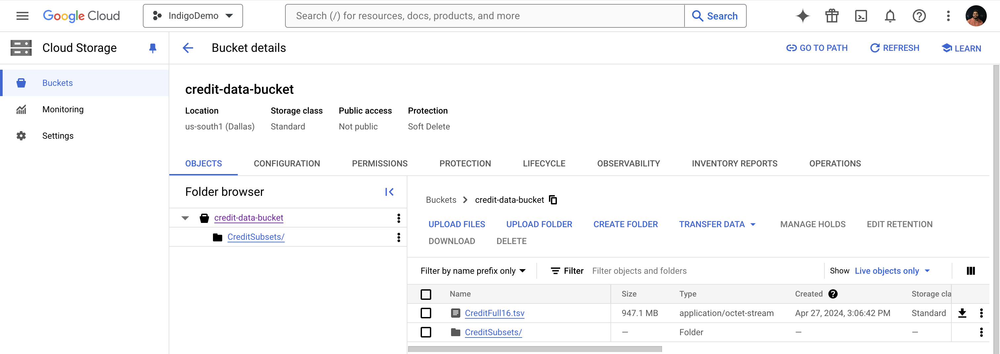 Google Cloud
IndigoDemo
Search (/) for resources, docs, products, and more
Search
Cloud Storage
Bucket details
GO TO PATH
REFRESH
LEARN
Buckets
Monitoring
Settings
credit-data-bucket
Location Storage class Public access Protection
us-south1 (Dallas) Standard Not public Soft Delete
OBJECTS CONFIGURATION PERMISSIONS PROTECTION LIFECYCLE OBSERVABILITY INVENTORY REPORTS OPERATIONS
Folder browser
credit-data-bucket
CreditSubsets/
Buckets > credit-data-bucket
UPLOAD FILES UPLOAD FOLDER CREATE FOLDER TRANSFER DATA MANAGE HOLDS EDIT RETENTION
DOWNLOAD DELETE
Filter by name prefix only Filter Filter objects and folders Show Live objects only
Name Size Type Created Storage cla
CreditFull16.tsv 947.1 MB application/octet-stream Apr 27, 2024, 3:06:42 PM Standard
CreditSubsets/ — Folder — —